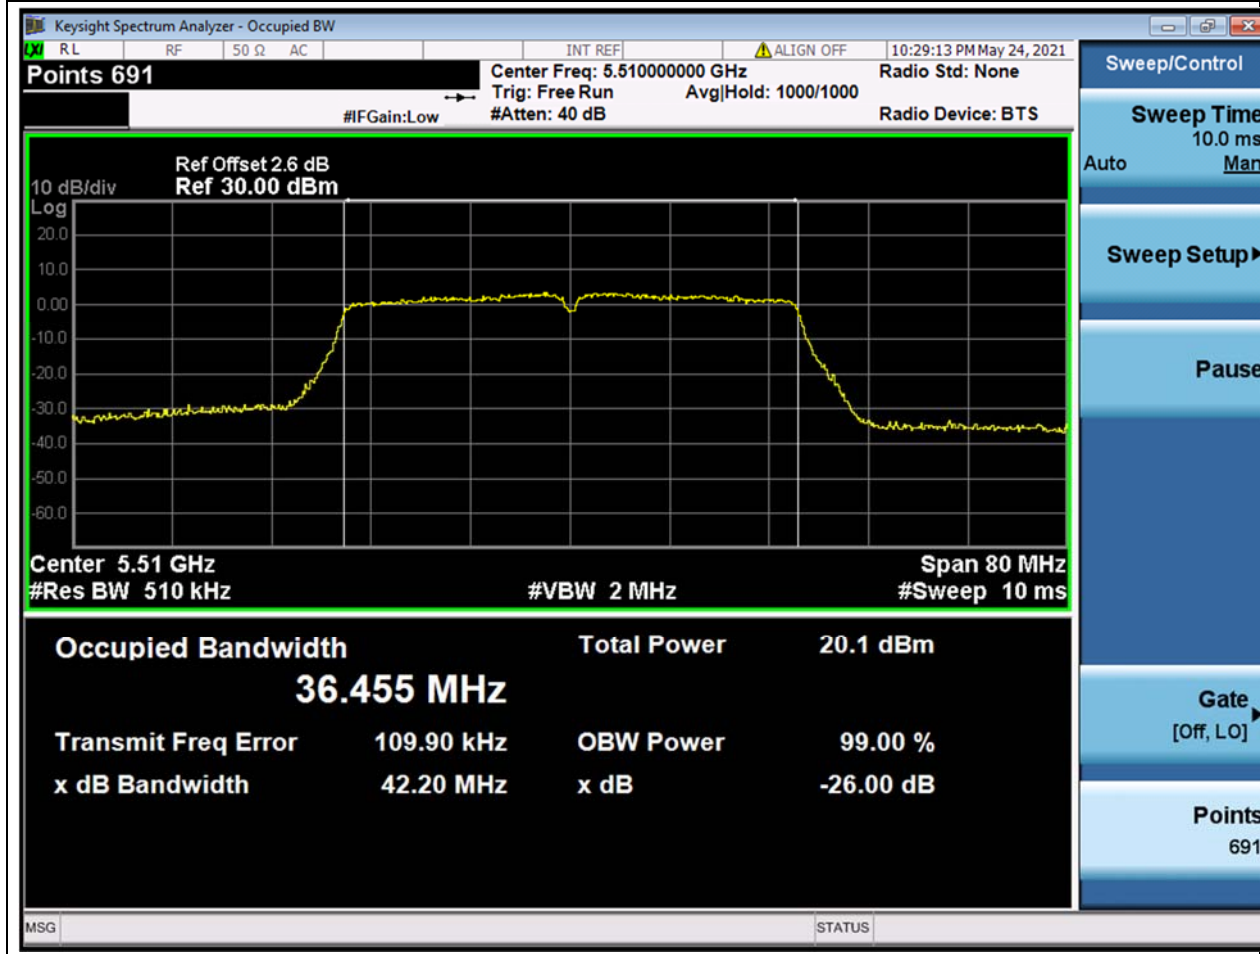 Keysight Spectrum Analyzer - Occupied BW
LXI RL RF 50 Ω AC INT REF ALIGN OFF 10:29:13 PM May 24, 2021
Points 691
Center Freq: 5.510000000 GHz Radio Std: None
Trig: Free Run Avg|Hold: 1000/1000
#IFGain:Low #Atten: 40 dB Radio Device: BTS
Ref Offset 2.6 dB
10 dB/div Ref 30.00 dBm
Log
20.0
10.0
0.00
-10.0
-20.0
-30.0
-40.0
-50.0
-60.0
Center 5.51 GHz Span 80 MHz
#Res BW 510 kHz #VBW 2 MHz #Sweep 10 ms
Occupied Bandwidth Total Power 20.1 dBm
36.455 MHz
Transmit Freq Error 109.90 kHz OBW Power 99.00 %
x dB Bandwidth 42.20 MHz x dB -26.00 dB
MSG STATUS
Sweep/Control
Sweep Time
10.0 ms
Auto Man
Sweep Setup
Pause
Gate
[Off, LO]
Points
691